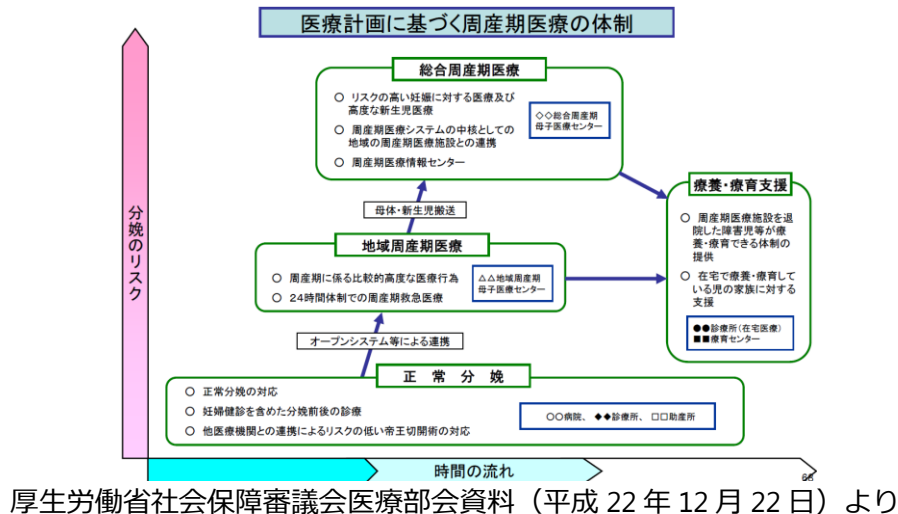 医療計画に基づく周産期医療の体制
分娩のリスク
総合周産期医療
○ リスクの高い妊娠に対する医療及び
高度な新生児医療
○ 周産期医療システムの中核としての
地域の周産期医療施設との連携
○ 周産期医療情報センター
◇◇総合周産期
母子医療センター
母体・新生児搬送
地域周産期医療
○ 周産期に係る比較的高度な医療行為
○ 24時間体制での周産期救急医療
△△地域周産期
母子医療センター
オープンシステム等による連携
正常分娩
○ 正常分娩の対応
○ 妊婦健診を含めた分娩前後の診療
○ 他医療機関との連携によるリスクの低い帝王切開術の対応
○○病院、 ◆◆診療所、 □□助産所
療養・療育支援
○ 周産期医療施設を退
院した障害児等が療
養・療育できる体制の
提供
○ 在宅で療養・療育して
いる児の家族に対する
支援
●●診療所(在宅医療)
■■療育センター
時間の流れ
68
厚生労働省社会保障審議会医療部会資料（平成 22 年 12 月 22 日）より